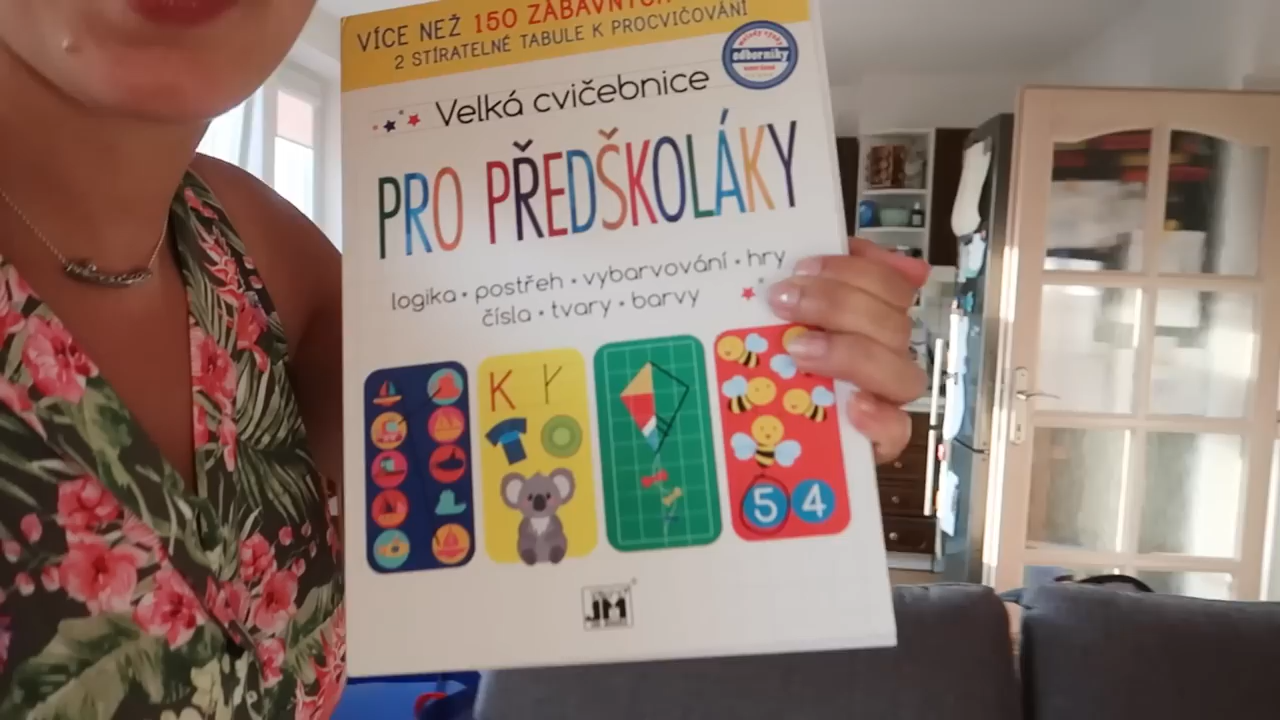 VÍCE NEŽ 150 ZÁBAVNÝCH
2 STÍRATELNÉ TABULE K PROCVIČOVÁNÍ
odborníky
Velká cvičebnice
PRO PŘEDŠKOLÁKY
logika • postřeh • vybarvování • hry
čísla • tvary • barvy
K
5 4
JM